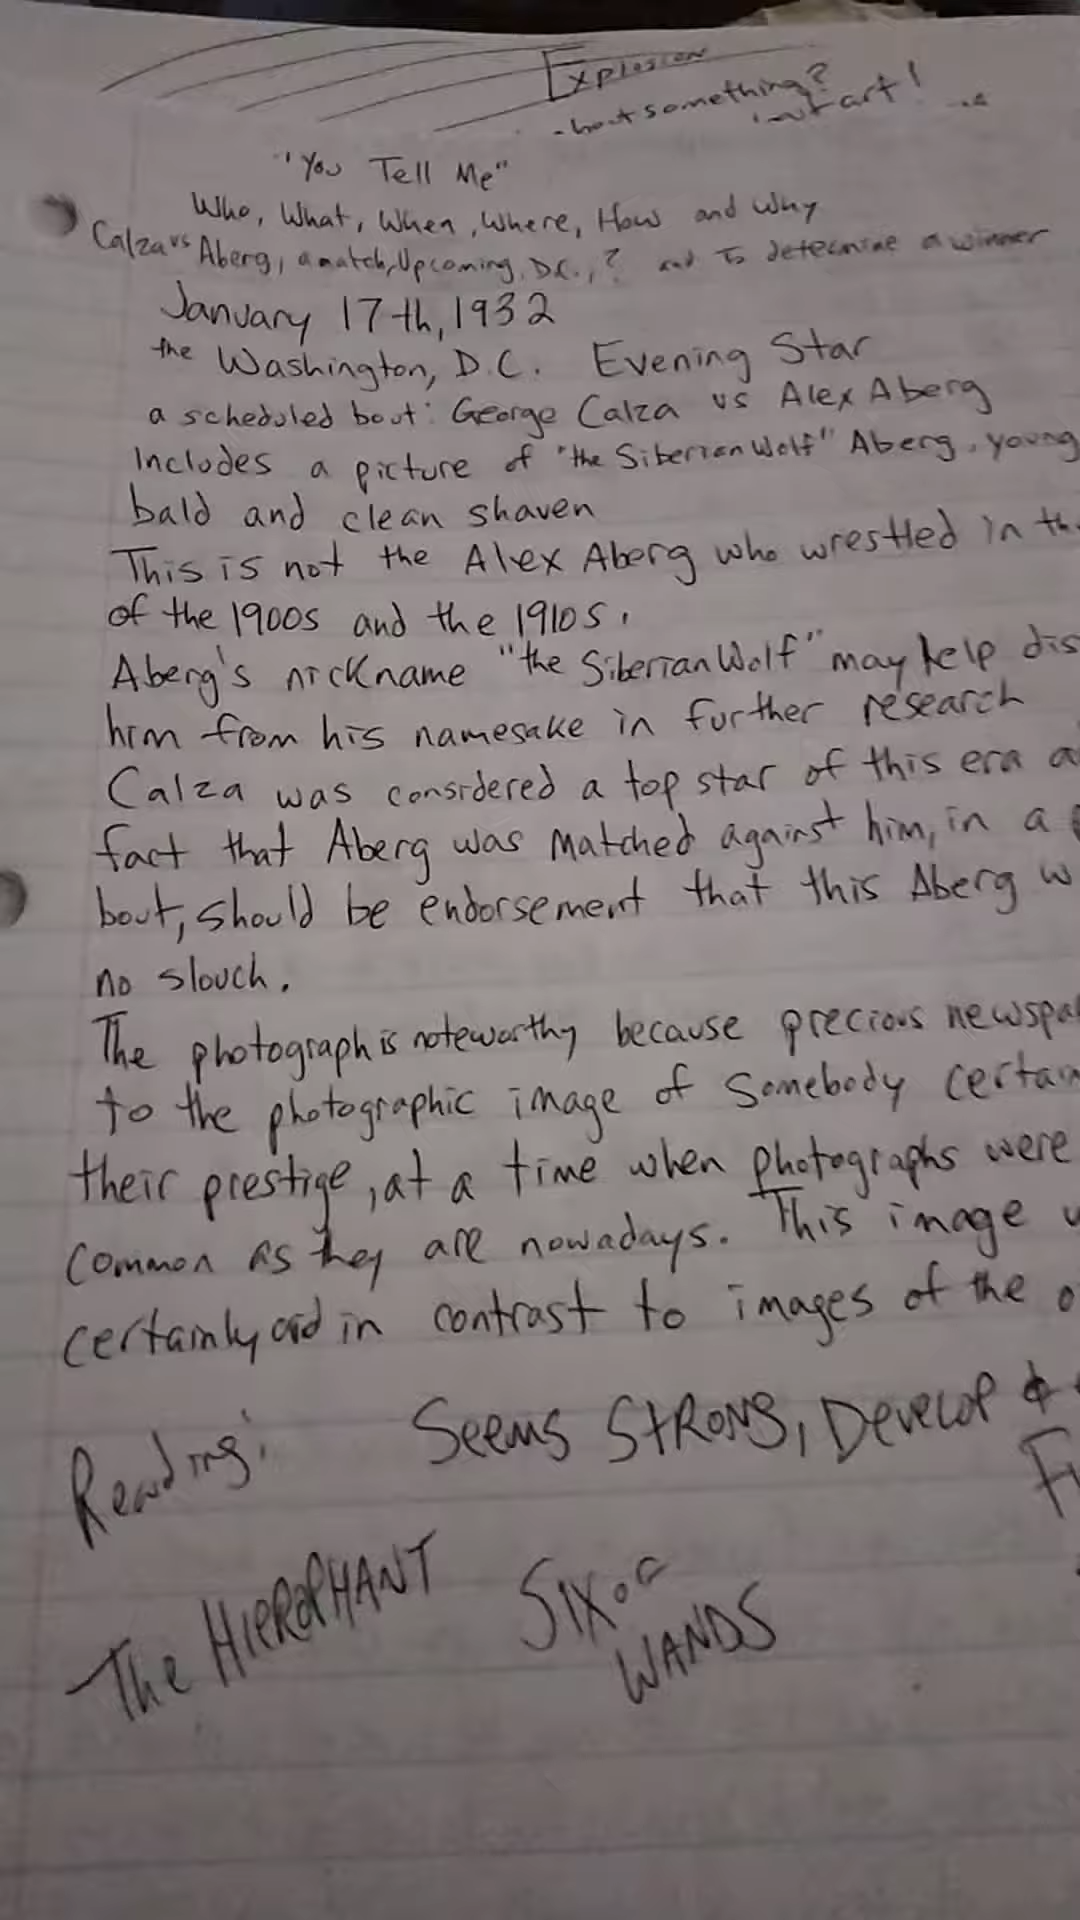 Explosion
something?
art!
"You Tell Me"
Who, What, When, Where, How and Why
Calza vs Aberg, a match, Upcoming, D.C., ? and To determine a winner
January 17th, 1932
the Washington, D.C. Evening Star
a scheduled bout: George Calza vs Alex Aberg
Includes a picture of "the Siberian Wolf" Aberg, young
bald and clean shaven
This is not the Alex Aberg who wrestled in th
of the 1900s and the 1910s.
Aberg's nickname "the Siberian Wolf" may help dis
him from his namesake in further research
Calza was considered a top star of this era a
fact that Aberg was matched against him, in a
bout, should be endorsement that this Aberg w
no slouch.
The photograph is noteworthy because precious newspa
to the photographic image of somebody certain
their prestige, at a time when photographs were
common as they are nowadays. This image
certainly aid in contrast to images of the o
Reading: Seems STRONG, DEVELOP &
The HIEROPHANT SIX OF
WANDS